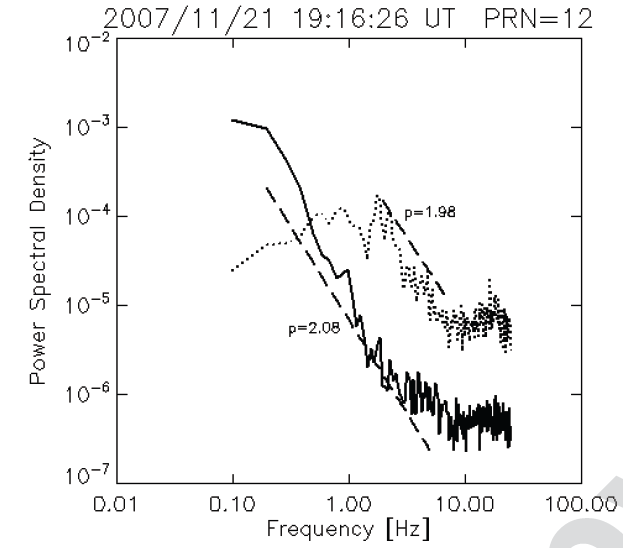 2007/11/21 19:16:26 UT PRN=12
10⁻²
10⁻³
10⁻⁴
10⁻⁵
10⁻⁶
10⁻⁷
Power Spectral Density
p=1.98
p=2.08
0.01 0.10 1.00 10.00 100.00
Frequency [Hz]